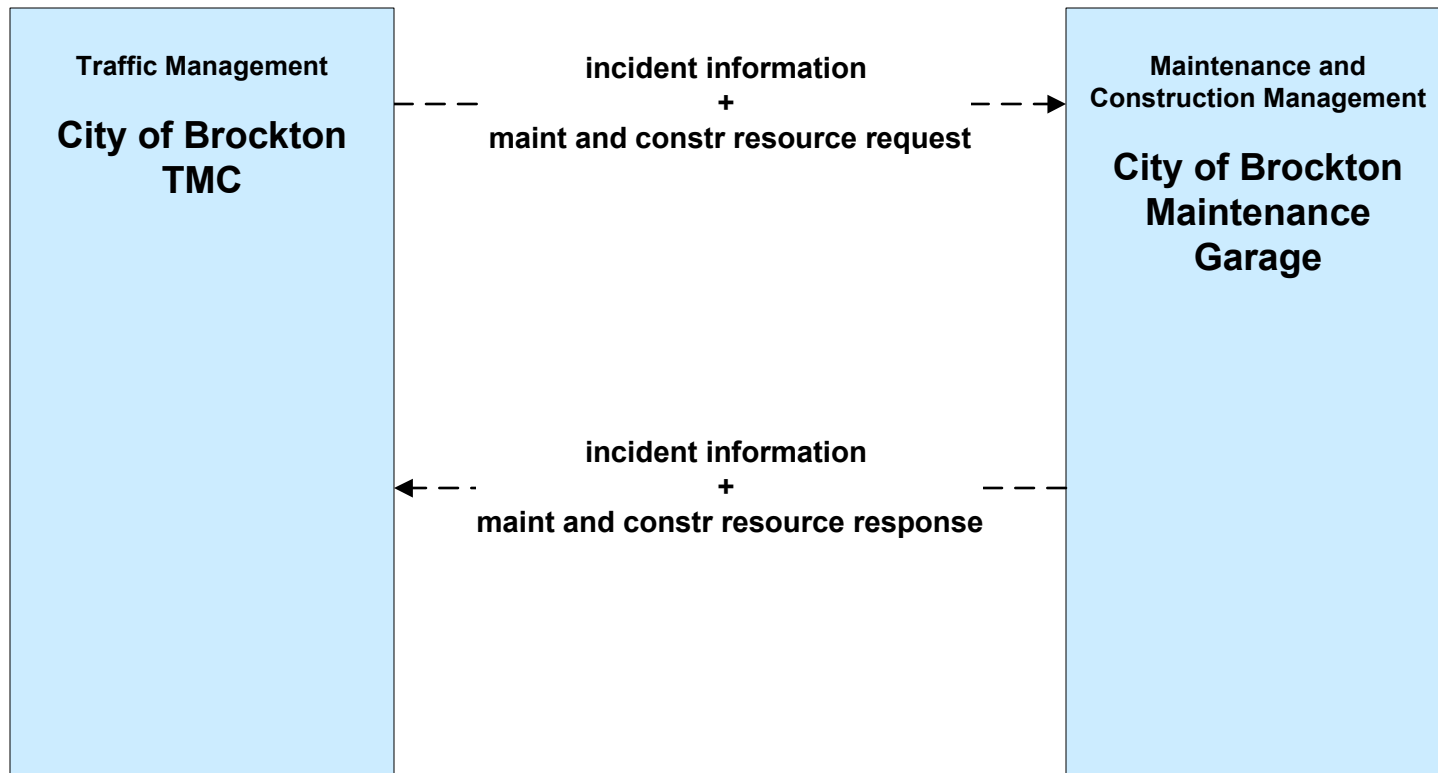 Traffic Management
City of Brockton
TMC
incident information
+
maint and constr resource request
Maintenance and
Construction Management
City of Brockton
Maintenance
Garage
incident information
+
maint and constr resource response